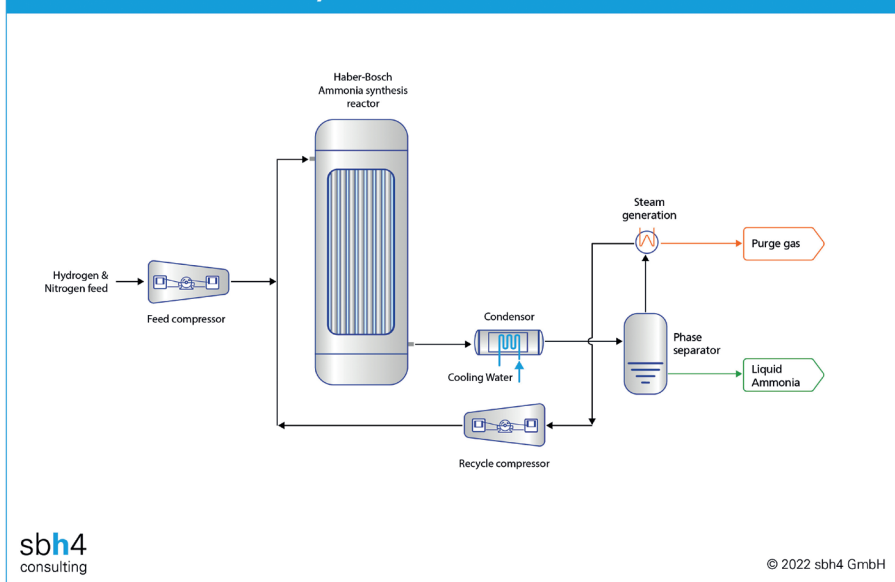 Haber-Bosch
Ammonia synthesis
reactor
Steam
generation
Purge gas
Hydrogen &
Nitrogen feed
Feed compressor
Condensor
Phase
separator
Cooling Water
Liquid
Ammonia
Recycle compressor
sbh4
consulting
© 2022 sbh4 GmbH